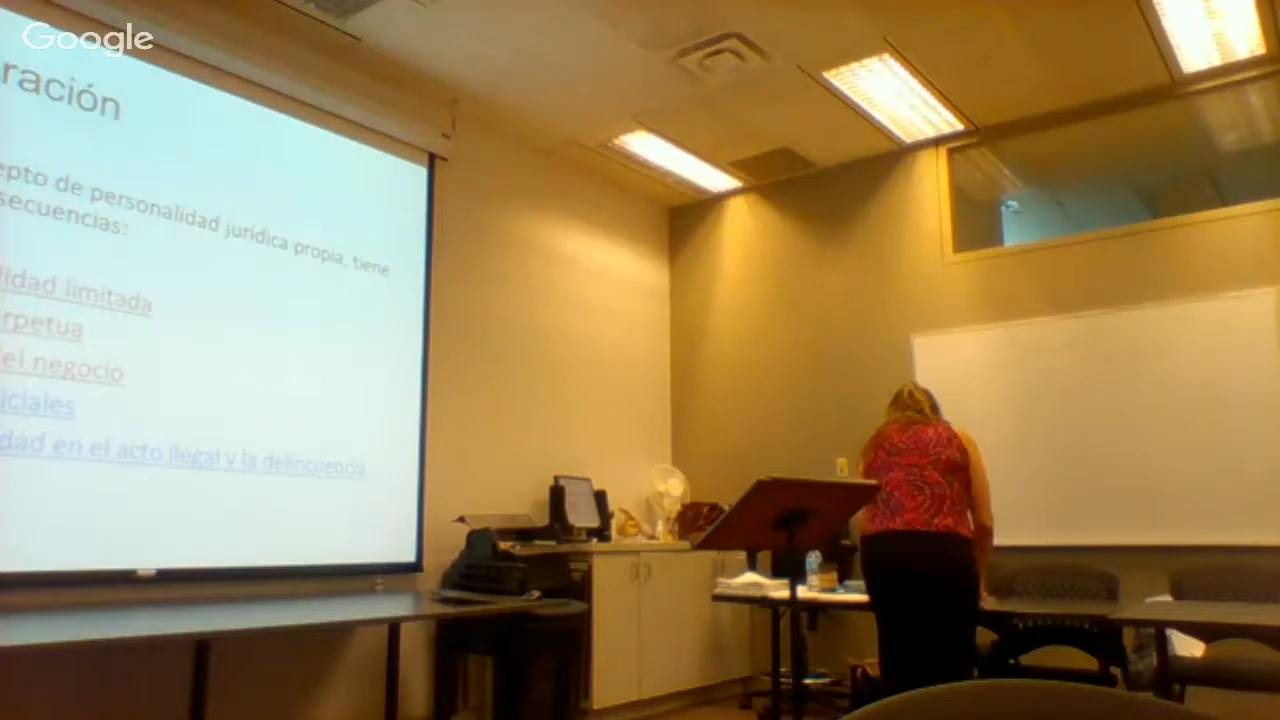 Google
ración
epto de personalidad jurídica propia, tiene
secuencias:
lidad limitada
rpetua
el negocio
iciales
dad en el acto ilegal y la delincuencia